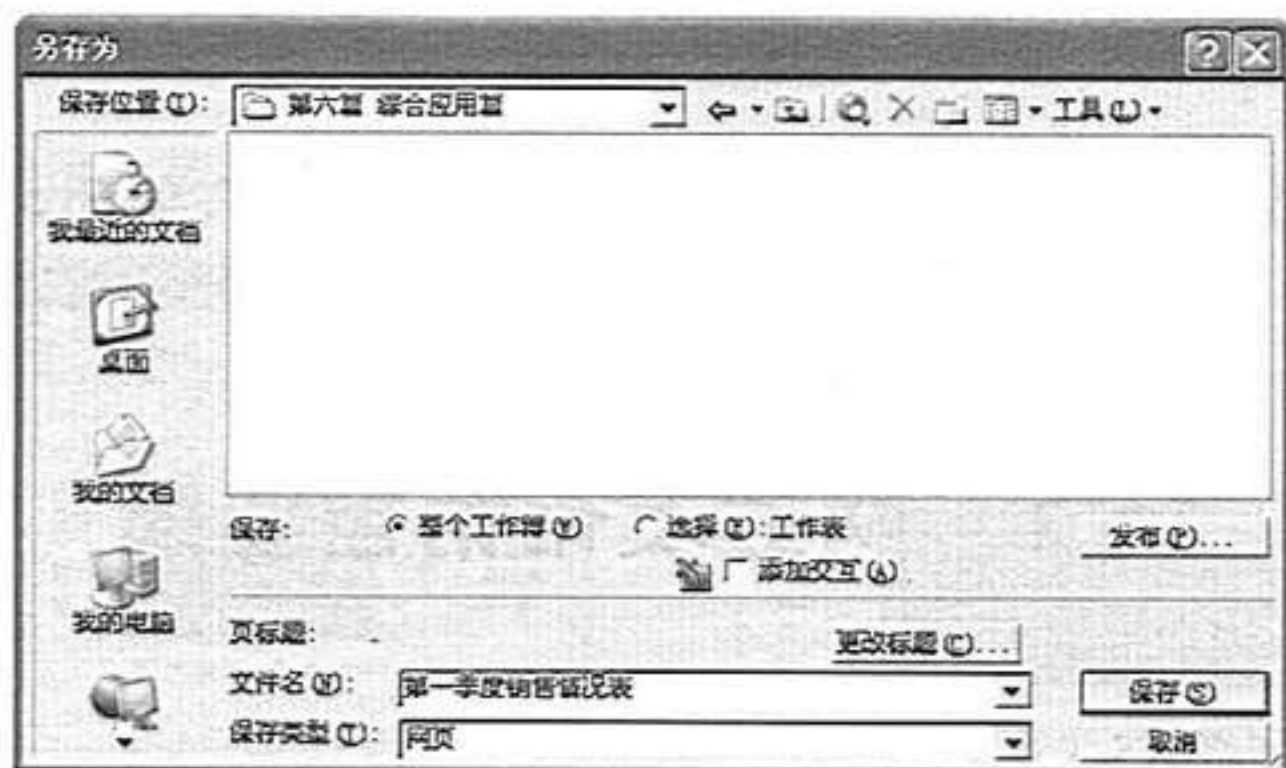 另存为
保存位置(I):
第六篇 综合应用篇
工具(L)
我最近的文档
桌面
我的文档
我的电脑
保存:
整个工作簿(W)
选择(E):工作表
发布(P)...
添加交互(A)
页标题:
更改标题(C)...
文件名(N):
第一季度销售情况表
保存(S)
保存类型(T):
网页
取消